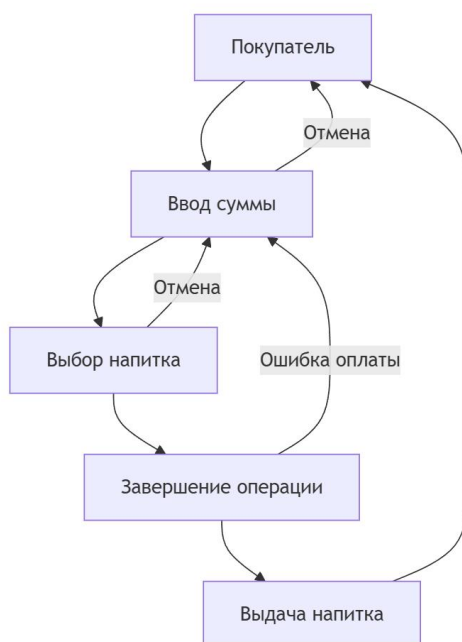 Покупатель
Отмена
Ввод суммы
Отмена
Выбор напитка
Ошибка оплаты
Завершение операции
Выдача напитка